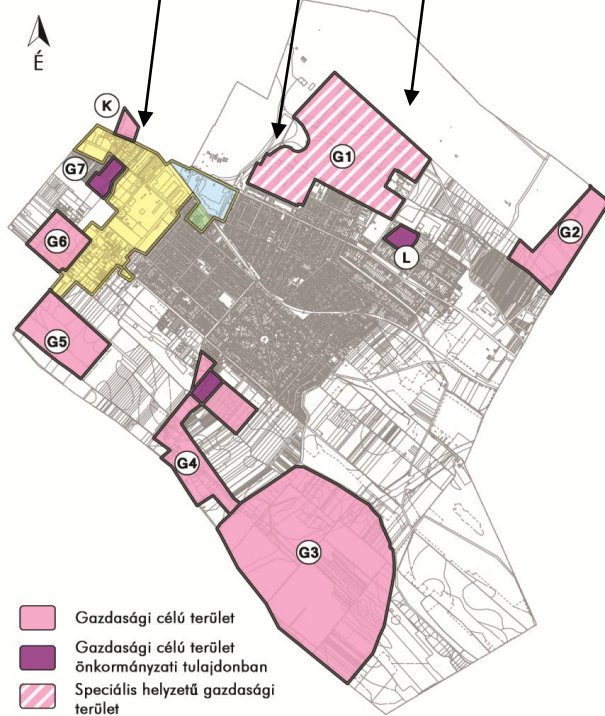 É
K
G1
G7
G2
G6
L
G5
G4
G3
Gazdasági célú terület
Gazdasági célú terület
önkormányzati tulajdonban
Speciális helyzetű gazdasági
terület